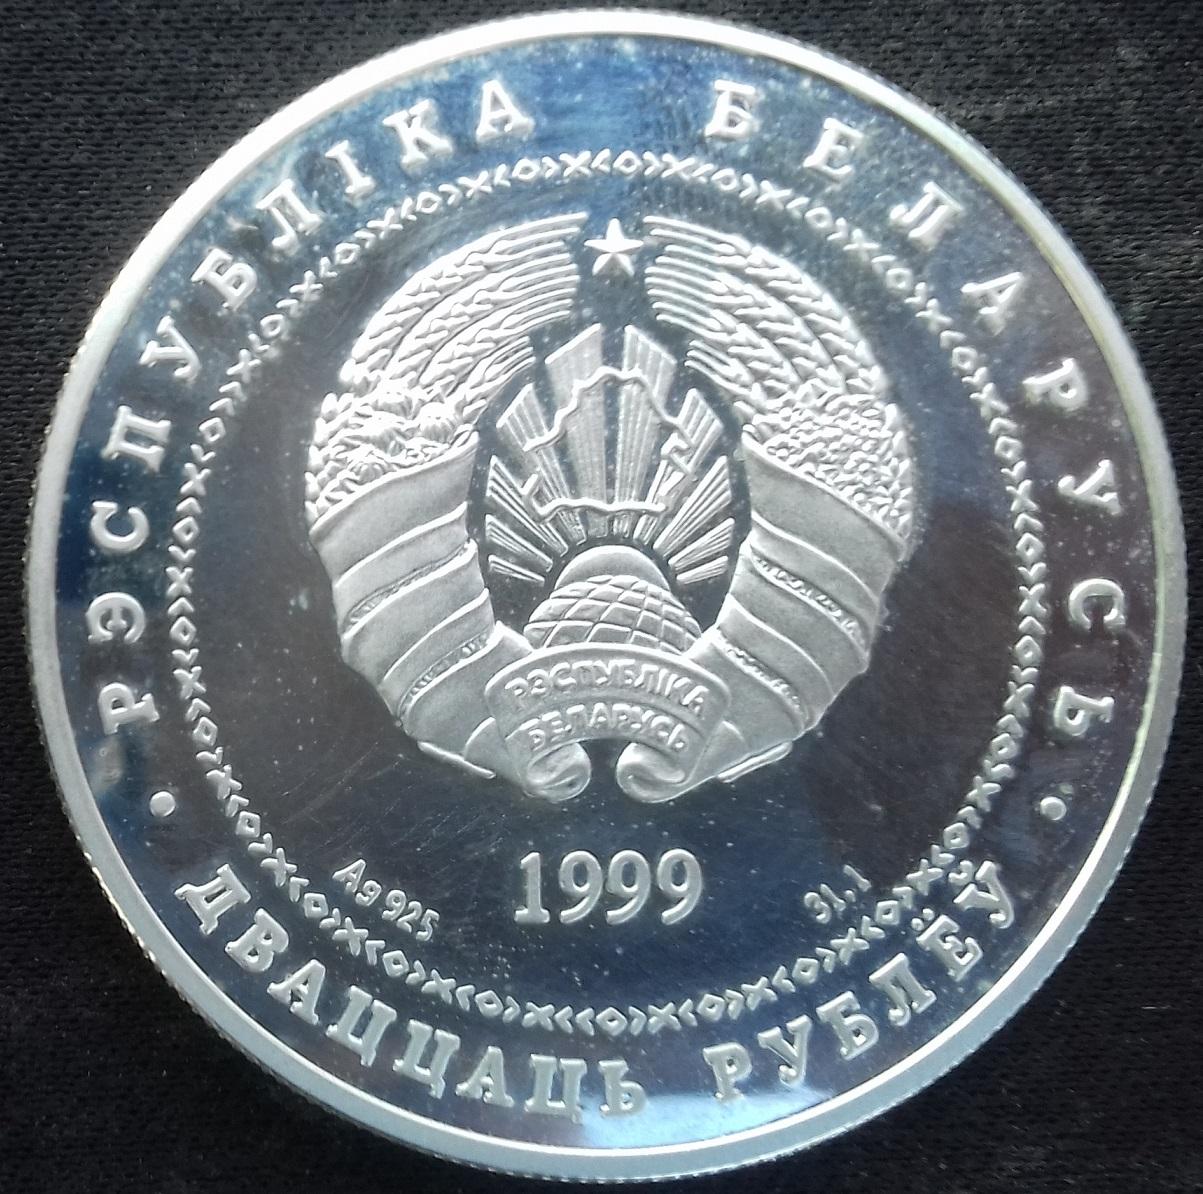 РЭСПУБЛІКА БЕЛАРУСЬ
РЭСПУБЛІКА
БЕЛАРУСЬ
1999
Ag 925
31,1
ДВАЦЦАЦЬ РУБЛЁЎ